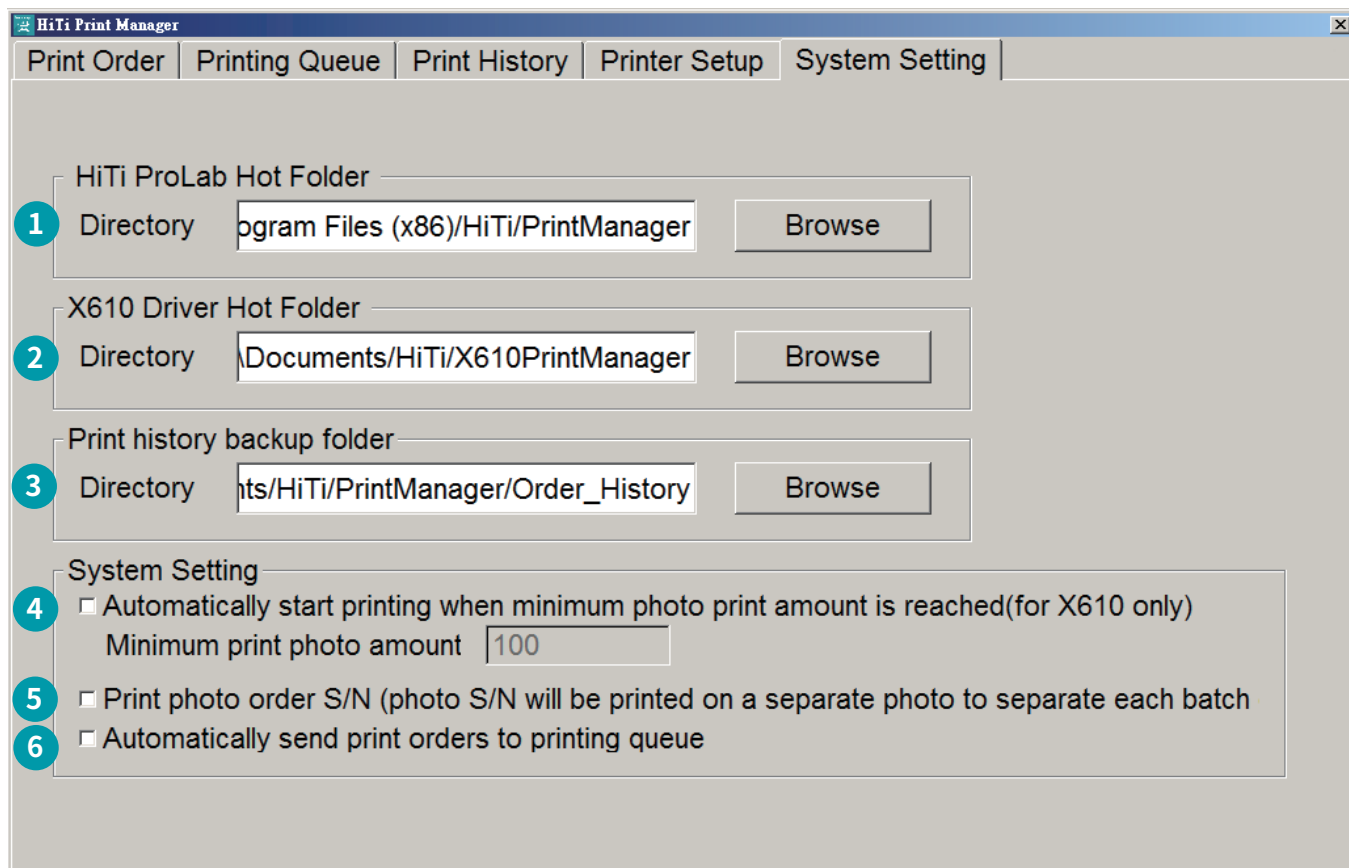 HiTi Print Manager
Print Order Printing Queue Print History Printer Setup System Setting
HiTi ProLab Hot Folder
1 Directory ogram Files (x86)/HiTi/PrintManager Browse
X610 Driver Hot Folder
2 Directory \Documents/HiTi/X610PrintManager Browse
Print history backup folder
3 Directory nts/HiTi/PrintManager/Order_History Browse
System Setting
4 Automatically start printing when minimum photo print amount is reached(for X610 only)
Minimum print photo amount 100
5 Print photo order S/N (photo S/N will be printed on a separate photo to separate each batch
6 Automatically send print orders to printing queue